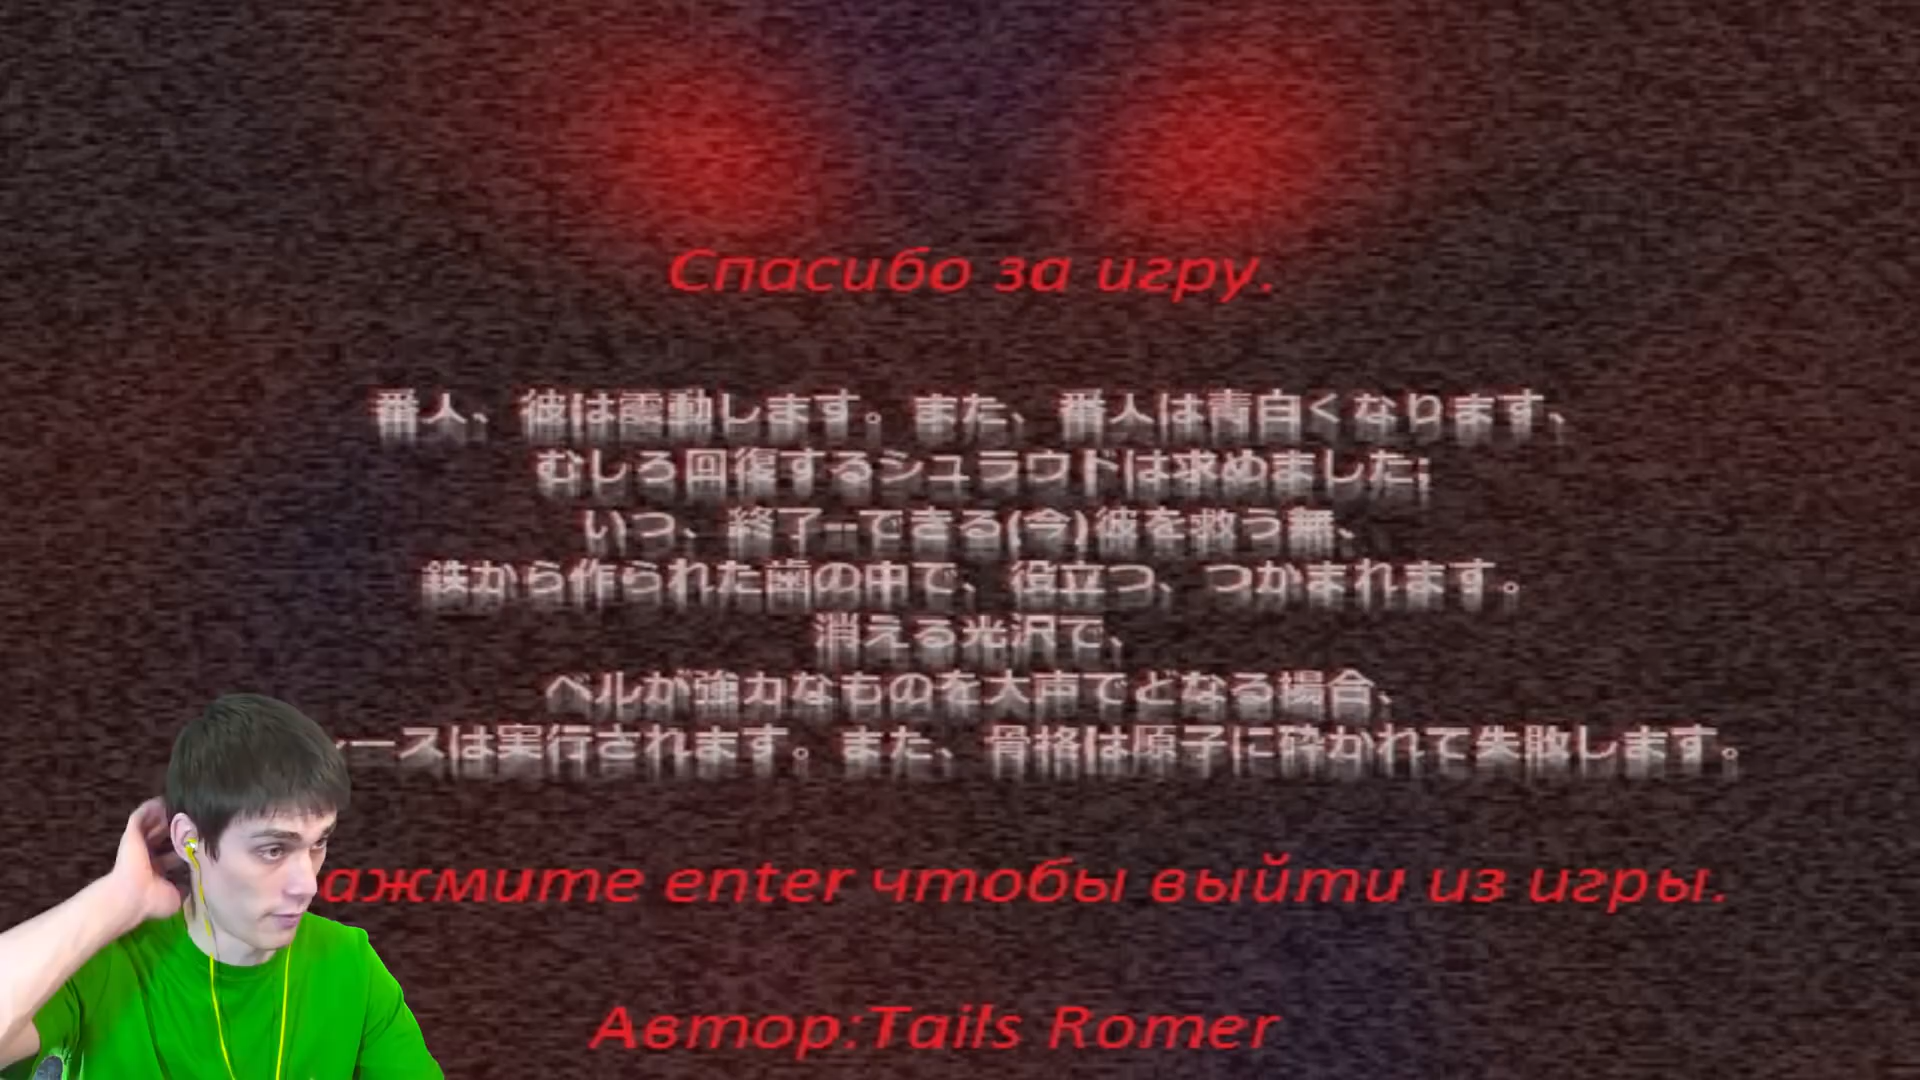 Спасибо за игру.
番人、彼は震動します。また、番人は青白くなります、
むしろ回復するシュラウドは求めました;
いつ、終了--できる(今)彼を救う無、
鉄から作られた歯の中で、役立つ、つかまれます。
消える光沢で、
ベルが強力なものを大声でどなる場合、
ースは実行されます。また、骨格は原子に砕かれて失敗します。
ажмите enter чтобы выйти из игры.
Автор:Tails Romer